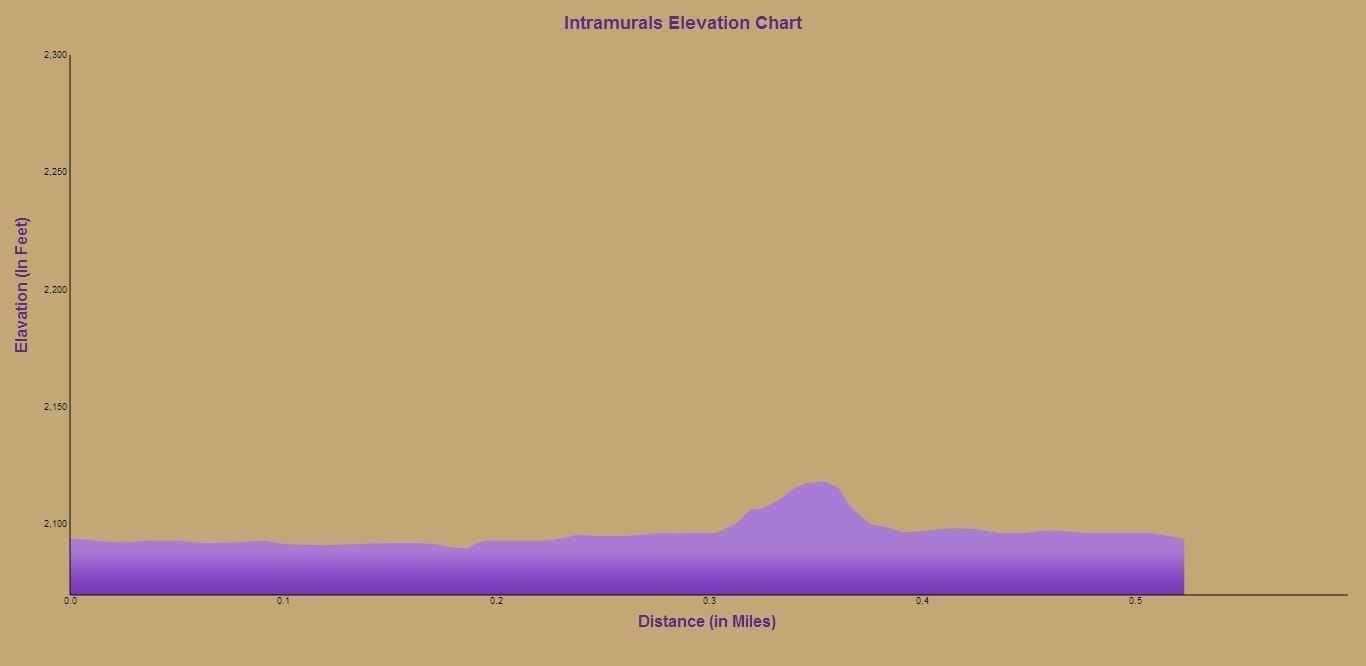 Intramurals Elevation Chart
2,300
2,250
2,200
2,150
2,100
Elavation (In Feet)
0.0 0.1 0.2 0.3 0.4 0.5
Distance (in Miles)